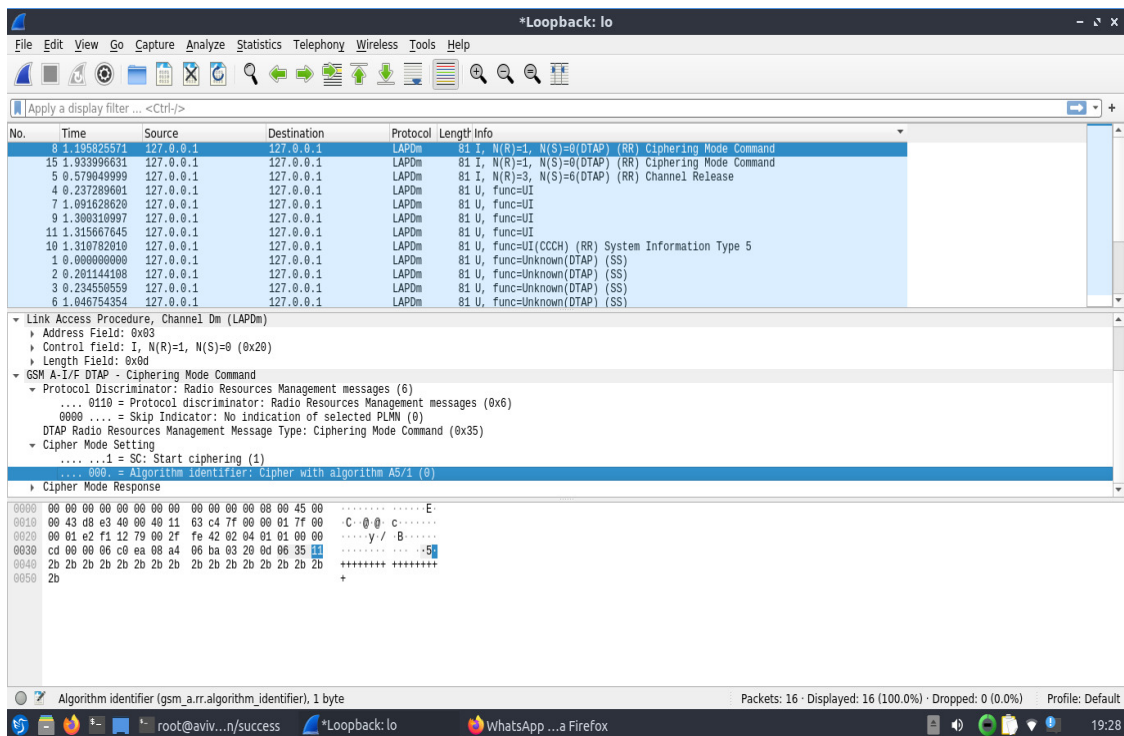 *Loopback: lo
File Edit View Go Capture Analyze Statistics Telephony Wireless Tools Help
Apply a display filter ... <Ctrl-/>
No. Time Source Destination Protocol Length Info
8 1.195825571 127.0.0.1 127.0.0.1 LAPDm 81 I, N(R)=1, N(S)=0(DTAP) (RR) Ciphering Mode Command
15 1.933996631 127.0.0.1 127.0.0.1 LAPDm 81 I, N(R)=1, N(S)=0(DTAP) (RR) Ciphering Mode Command
5 0.579049999 127.0.0.1 127.0.0.1 LAPDm 81 I, N(R)=3, N(S)=6(DTAP) (RR) Channel Release
4 0.237289601 127.0.0.1 127.0.0.1 LAPDm 81 U, func=UI
7 1.091628620 127.0.0.1 127.0.0.1 LAPDm 81 U, func=UI
9 1.300310997 127.0.0.1 127.0.0.1 LAPDm 81 U, func=UI
11 1.315667645 127.0.0.1 127.0.0.1 LAPDm 81 U, func=UI
10 1.310782010 127.0.0.1 127.0.0.1 LAPDm 81 U, func=UI(CCCH) (RR) System Information Type 5
1 0.000000000 127.0.0.1 127.0.0.1 LAPDm 81 U, func=Unknown(DTAP) (SS)
2 0.201144108 127.0.0.1 127.0.0.1 LAPDm 81 U, func=Unknown(DTAP) (SS)
3 0.234550559 127.0.0.1 127.0.0.1 LAPDm 81 U, func=Unknown(DTAP) (SS)
6 1.046754354 127.0.0.1 127.0.0.1 LAPDm 81 U, func=Unknown(DTAP) (SS)
Link Access Procedure, Channel Dm (LAPDm)
Address Field: 0x03
Control field: I, N(R)=1, N(S)=0 (0x20)
Length Field: 0x0d
GSM A-I/F DTAP - Ciphering Mode Command
Protocol Discriminator: Radio Resources Management messages (6)
.... 0110 = Protocol discriminator: Radio Resources Management messages (0x6)
0000 .... = Skip Indicator: No indication of selected PLMN (0)
DTAP Radio Resources Management Message Type: Ciphering Mode Command (0x35)
Cipher Mode Setting
.... ...1 = SC: Start ciphering (1)
.... 000. = Algorithm identifier: Cipher with algorithm A5/1 (0)
Cipher Mode Response
0000 00 00 00 00 00 00 00 00 00 00 00 00 08 00 45 00 ········ ······E·
0010 00 43 d8 e3 40 00 40 11 63 c4 7f 00 00 01 7f 00 ·C··@·@· c·······
0020 00 01 e2 f1 12 79 00 2f fe 42 02 04 01 01 00 00 ·····y·/ ·B······
0030 cd 00 00 06 c0 ea 08 a4 06 ba 03 20 0d 06 35 11 ········ ··· ··5·
0040 2b 2b 2b 2b 2b 2b 2b 2b 2b 2b 2b 2b 2b 2b 2b 2b ++++++++ ++++++++
0050 2b +
Algorithm identifier (gsm_a.rr.algorithm_identifier), 1 byte Packets: 16 · Displayed: 16 (100.0%) · Dropped: 0 (0.0%) Profile: Default
root@aviv...n/success *Loopback: lo WhatsApp ...a Firefox 19:28